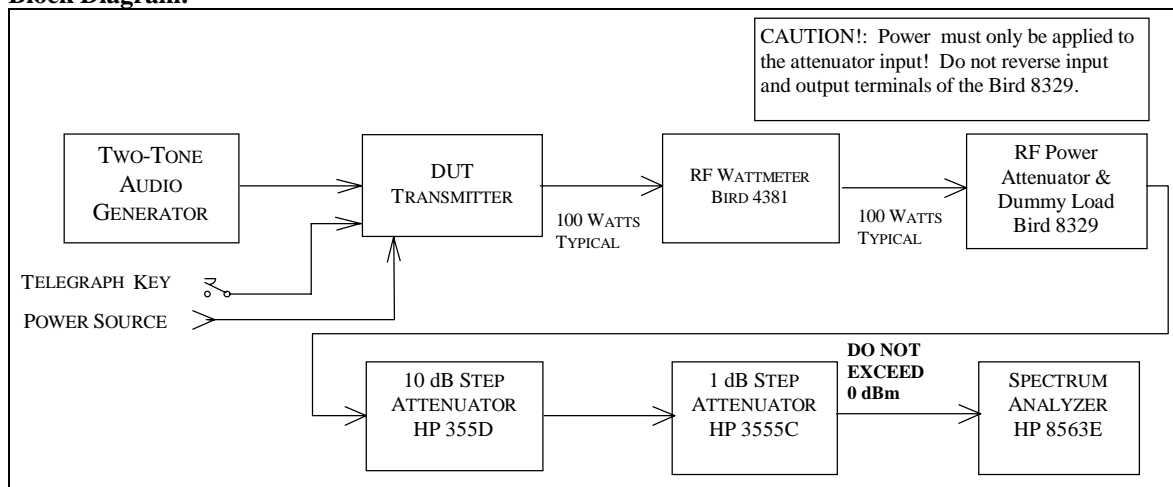 Block Diagram:
CAUTION!: Power must only be applied to
the attenuator input! Do not reverse input
and output terminals of the Bird 8329.
TWO-TONE
AUDIO
GENERATOR
DUT
TRANSMITTER
100 WATTS
TYPICAL
RF WATTMETER
BIRD 4381
100 WATTS
TYPICAL
RF Power
Attenuator &
Dummy Load
Bird 8329
TELEGRAPH KEY
POWER SOURCE
10 dB STEP
ATTENUATOR
HP 355D
1 dB STEP
ATTENUATOR
HP 3555C
DO NOT
EXCEED
0 dBm
SPECTRUM
ANALYZER
HP 8563E